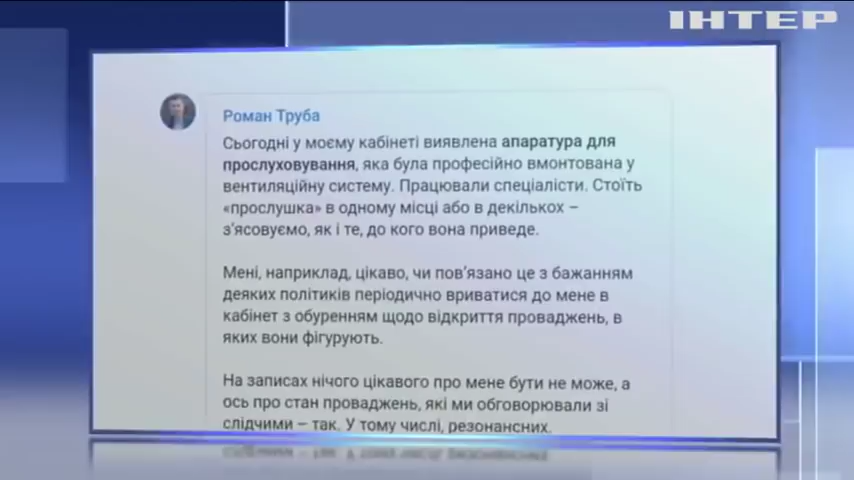 ІНТЕР
Роман Труба
Сьогодні у моєму кабінеті виявлена апаратура для
прослуховування, яка була професійно вмонтована у
вентиляційну систему. Працювали спеціалісти. Стоїть
«прослушка» в одному місці або в декількох –
з'ясовуємо, як і те, до кого вона приведе.
Мені, наприклад, цікаво, чи пов'язано це з бажанням
деяких політиків періодично вриватися до мене в
кабінет з обуренням щодо відкриття проваджень, в
яких вони фігурують.
На записах нічого цікавого про мене бути не може, а
ось про стан проваджень, які ми обговорювали зі
слідчими – так. У тому числі, резонансних.